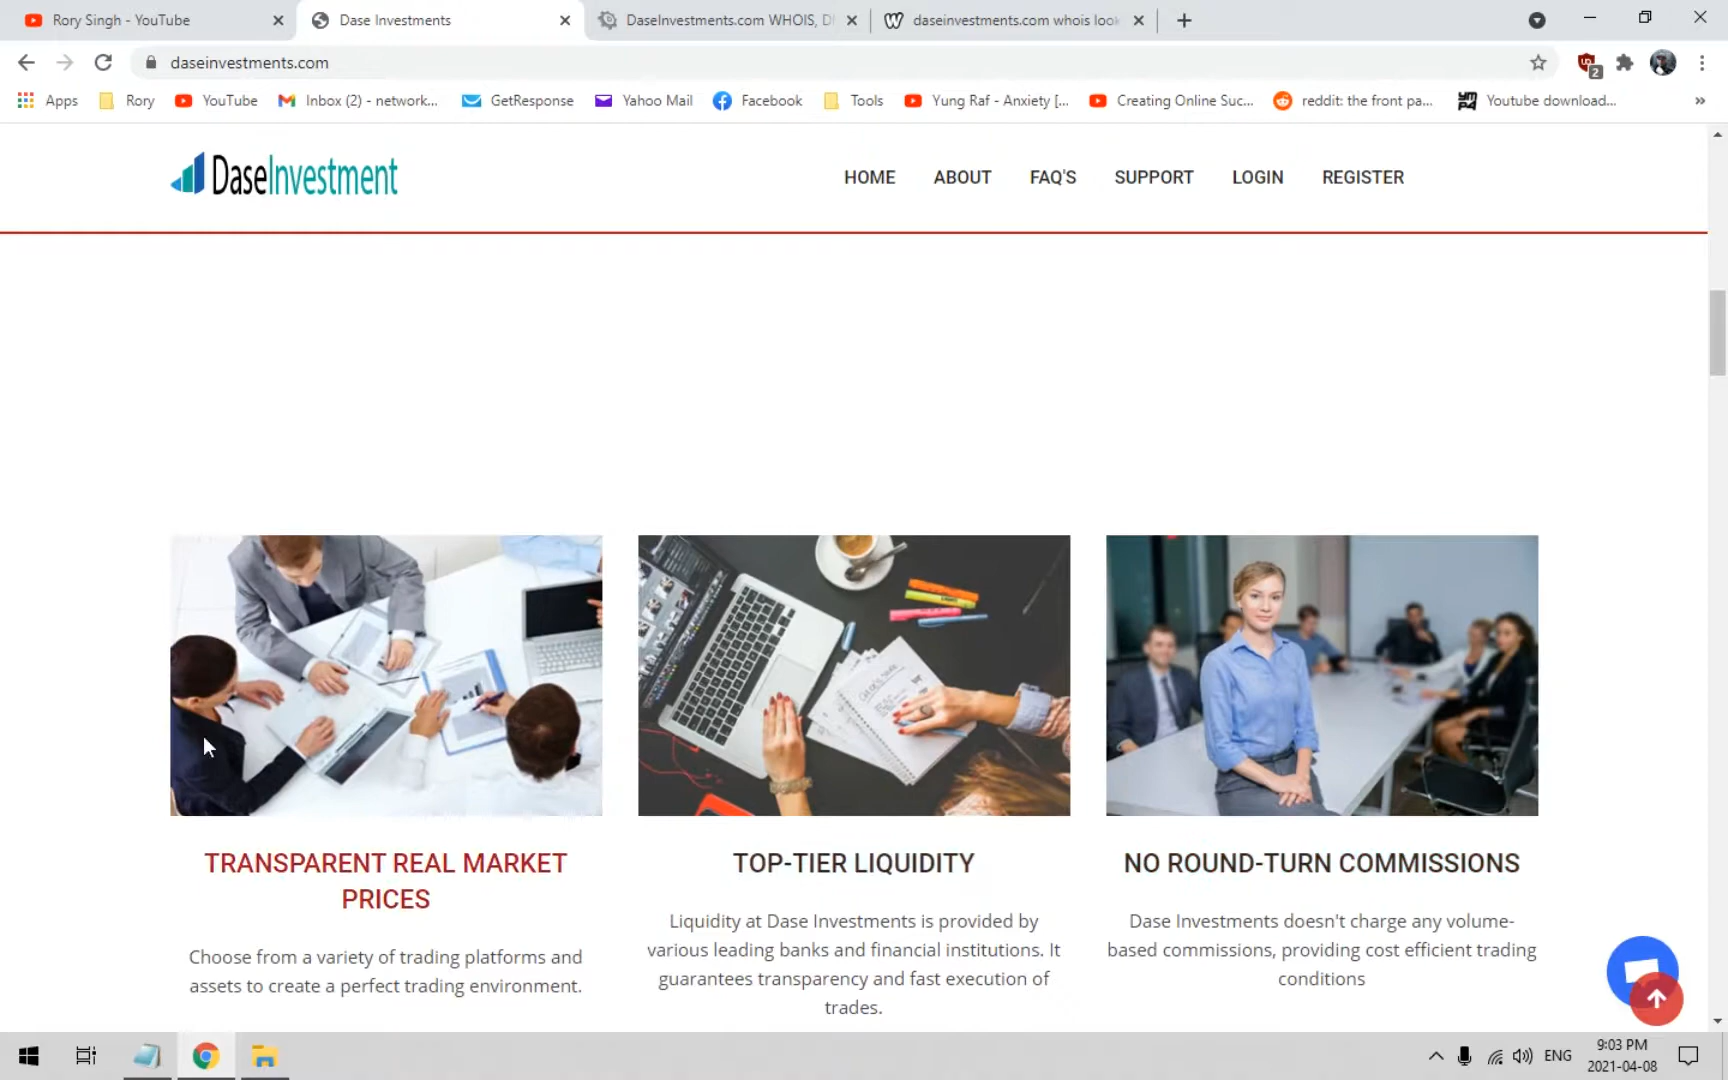 Rory Singh - YouTube
Dase Investments
DaseInvestments.com WHOIS, D
daseinvestments.com whois look
daseinvestments.com
2
Apps
Rory
YouTube
Inbox (2) - network...
GetResponse
Yahoo Mail
Facebook
Tools
Yung Raf - Anxiety [...
Creating Online Suc...
reddit: the front pa...
Youtube download...
DaseInvestment
HOME
ABOUT
FAQ'S
SUPPORT
LOGIN
REGISTER
TRANSPARENT REAL MARKET
PRICES
Choose from a variety of trading platforms and
assets to create a perfect trading environment.
TOP-TIER LIQUIDITY
Liquidity at Dase Investments is provided by
various leading banks and financial institutions. It
guarantees transparency and fast execution of
trades.
NO ROUND-TURN COMMISSIONS
Dase Investments doesn't charge any volume-
based commissions, providing cost efficient trading
conditions
ENG
9:03 PM
2021-04-08